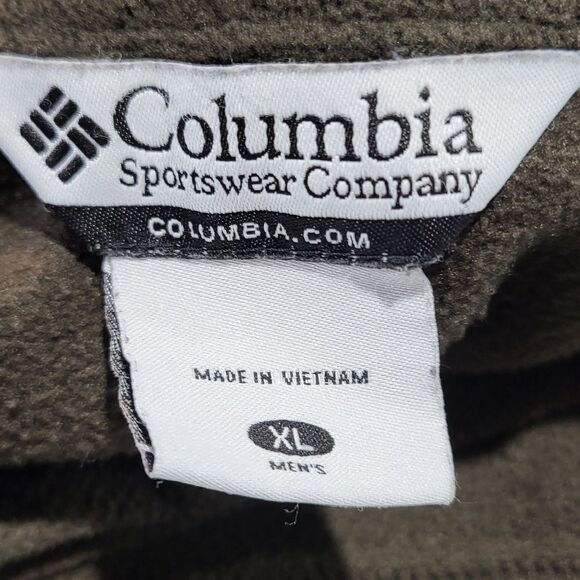 Columbia
Sportswear Company
COLUMBIA.COM
MADE IN VIETNAM
XL
MEN'S